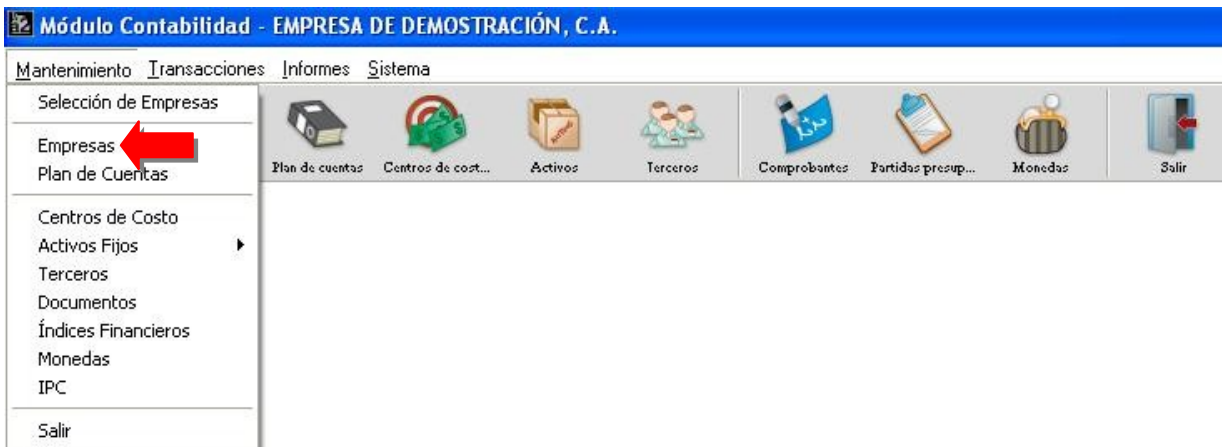 Módulo Contabilidad - EMPRESA DE DEMOSTRACIÓN, C.A.
Mantenimiento Transacciones Informes Sistema
Selección de Empresas
Empresas
Plan de Cuentas
Centros de Costo
Activos Fijos
Terceros
Documentos
Índices Financieros
Monedas
IPC
Salir
Plan de cuentas Centros de cost... Activos Terceros Comprobantes Partidas presup... Monedas Salir